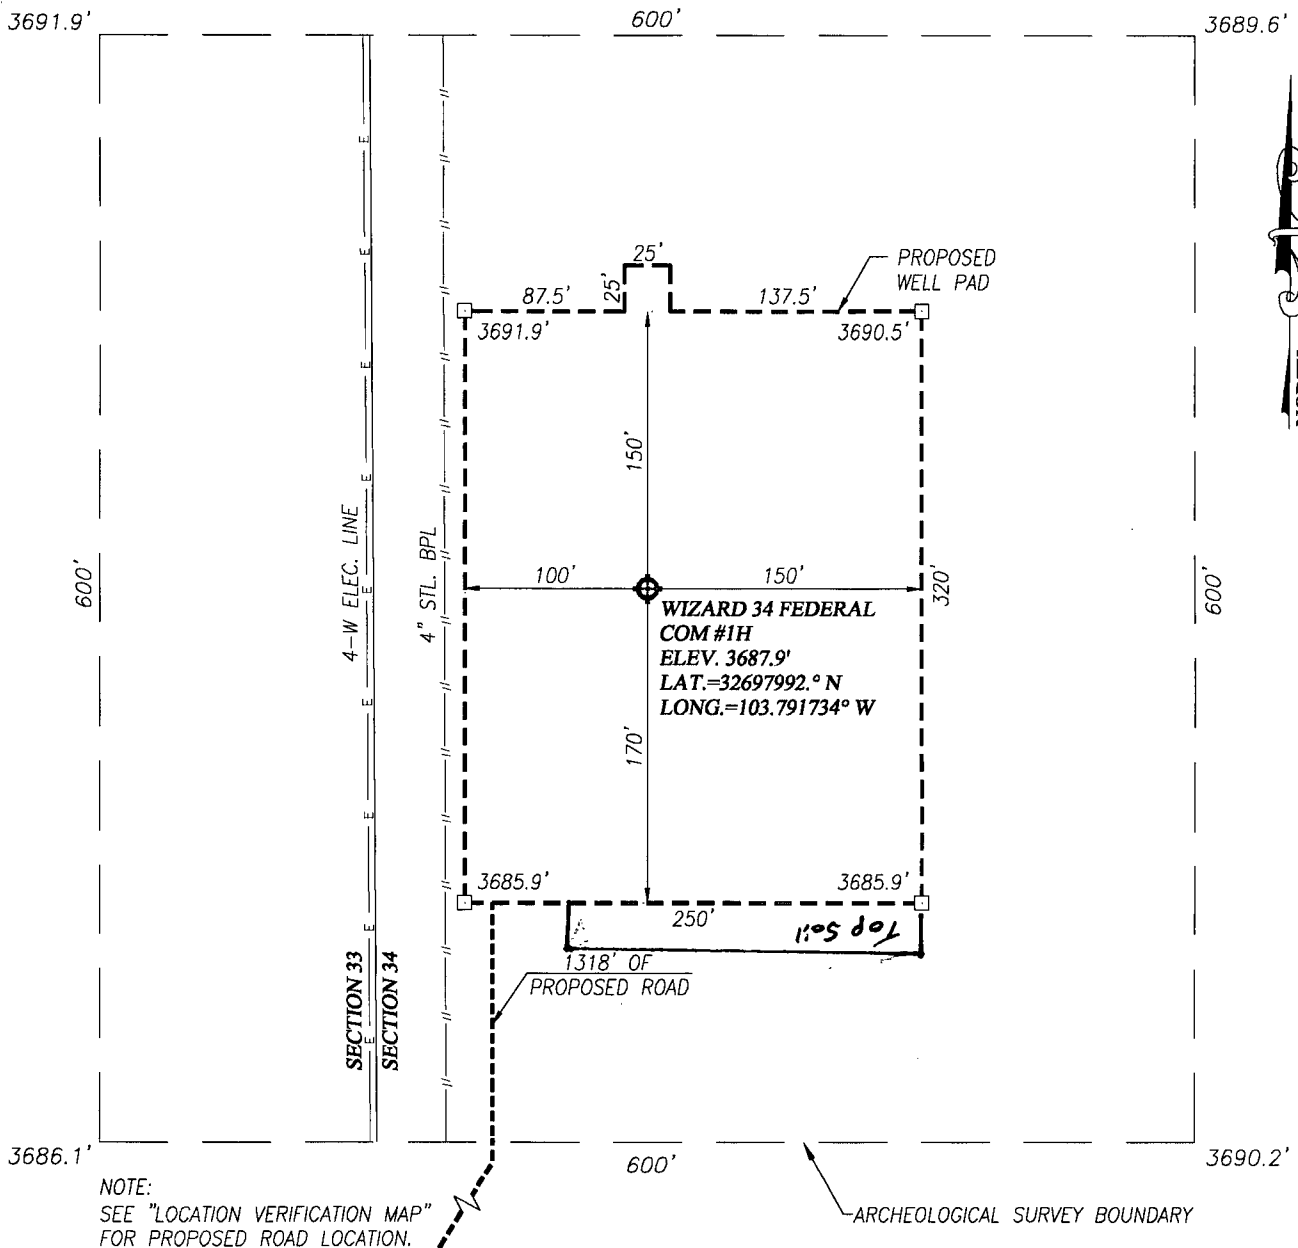 3691.9'
600'
3689.6'
25'
25'
PROPOSED
WELL PAD
87.5'
137.5'
3691.9'
3690.5'
150'
4-W ELEC. LINE
4" STL. BPL
600'
100'
150'
320'
600'
WIZARD 34 FEDERAL
COM #1H
ELEV. 3687.9'
LAT.=32697992.° N
LONG.=103.791734° W
170'
3685.9'
3685.9'
250'
Top Soil
1318' OF
PROPOSED ROAD
SECTION 33
SECTION 34
3686.1'
600'
3690.2'
NOTE:
SEE "LOCATION VERIFICATION MAP"
FOR PROPOSED ROAD LOCATION.
ARCHEOLOGICAL SURVEY BOUNDARY